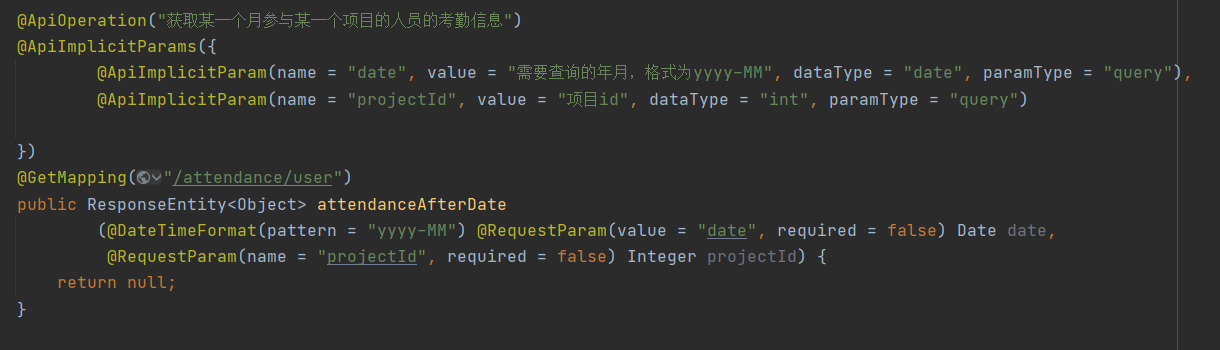 @ApiOperation("获取某一个月参与某一个项目的人员的考勤信息")
@ApiImplicitParams({
@ApiImplicitParam(name = "date", value = "需要查询的年月，格式为yyyy-MM", dataType = "date", paramType = "query"),
@ApiImplicitParam(name = "projectId", value = "项目id", dataType = "int", paramType = "query")
})
@GetMapping("/attendance/user")
public ResponseEntity<Object> attendanceAfterDate
(@DateTimeFormat(pattern = "yyyy-MM") @RequestParam(value = "date", required = false) Date date,
@RequestParam(name = "projectId", required = false) Integer projectId) {
return null;
}